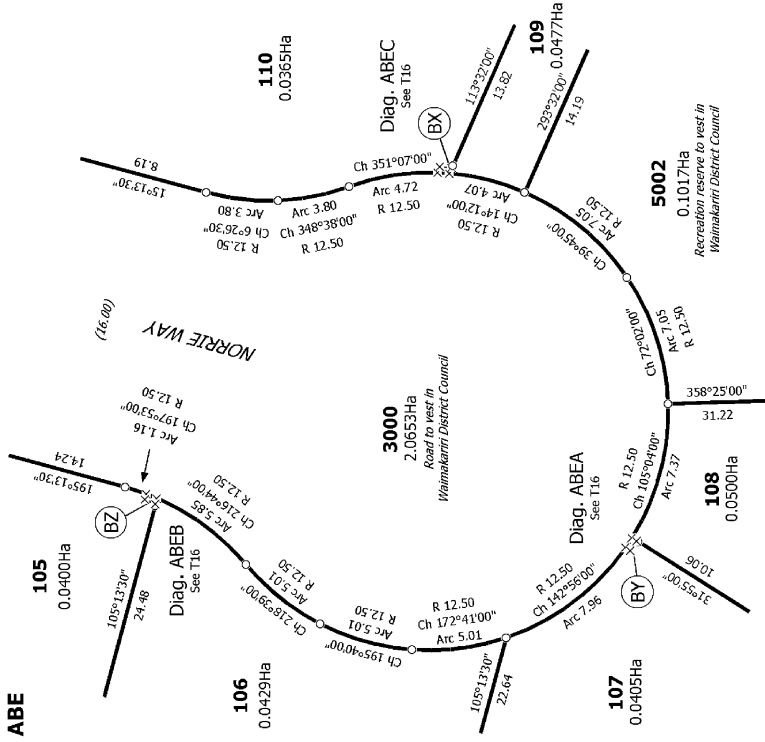 ABE
105
0.0400Ha
195°13'30"
14.24
105°13'30"
24.48
BZ
Diag. ABEB
See T16
Arc 1.16
Ch 197°53'00"
R 12.50
(16.00)
NORRIE WAY
15°13'30"
8.19
110
0.0365Ha
R 12.50
Ch 6°26'30"
Arc 3.80
Arc 3.80
Ch 348°38'00"
R 12.50
Ch 351°07'00"
Arc 4.72
R 12.50
Diag. ABEC
See T16
BX
113°32'00"
13.82
109
0.0477Ha
293°32'00"
14.19
R 12.50
Ch 14°12'00"
Arc 4.07
Arc 7.05
R 12.50
Ch 39°45'00"
5002
0.1017Ha
Recreation reserve to vest in
Waimakariri District Council
Ch 72°02'00"
Arc 7.05
R 12.50
358°25'00"
31.22
3000
2.0653Ha
Road to vest in
Waimakariri District Council
R 12.50
Ch 216°44'00"
Arc 5.85
R 12.50
Arc 5.01
Ch 218°39'00"
106
0.0429Ha
R 12.50
Arc 5.01
Ch 195°40'00"
R 12.50
Ch 172°41'00"
Arc 5.01
105°13'30"
22.64
R 12.50
Ch 142°56'00"
Arc 7.96
Diag. ABEA
See T16
BY
R 12.50
Ch 105°04'00"
Arc 7.37
107
0.0405Ha
31°55'00"
10.06
108
0.0500Ha